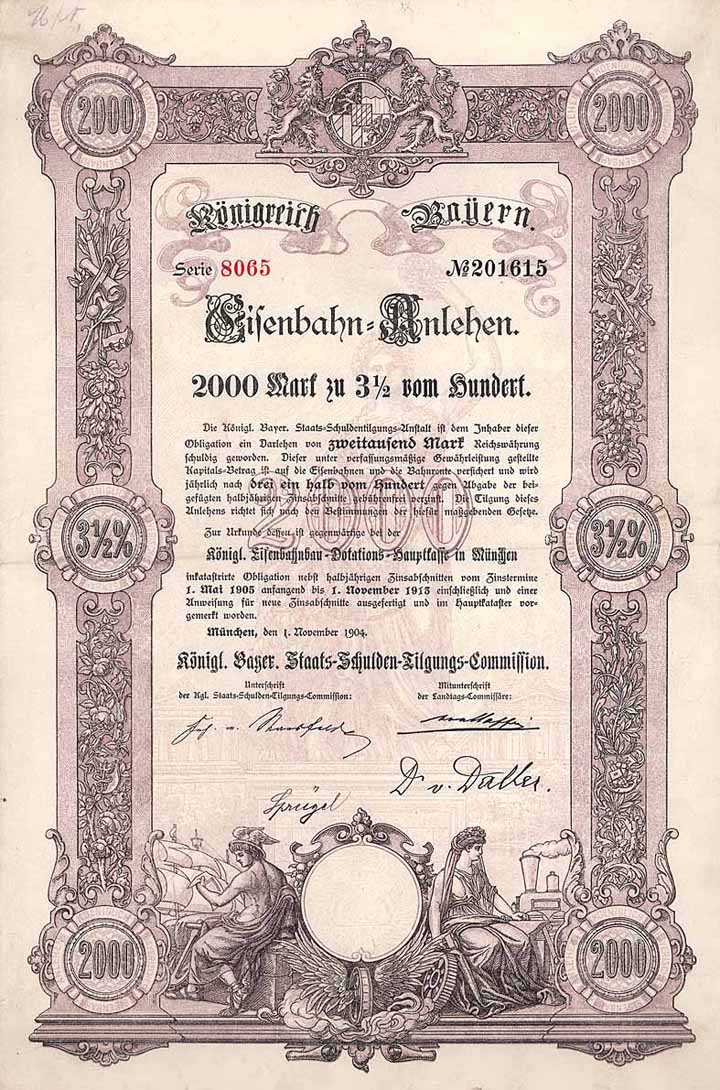 2000 2000
Königreich Bayern.
Serie 8065 № 201615
Eisenbahn-Anlehen.
2000 Mark zu 3½ vom Hundert.
Die Königl. Bayer. Staats-Schuldentilgungs-Anstalt ist dem Inhaber dieser
Obligation ein Darlehen von zweitausend Mark Reichswährung
schuldig geworden. Dieser unter verfassungsmäßige Gewährleistung gestellte
Kapitals-Betrag ist auf die Eisenbahnen und die Bahnrente versichert und wird
jährlich nach drei ein halb vom Hundert gegen Abgabe der bei-
gefügten halbjährigen Zinsabschnitte gebührenfrei verzinst. Die Tilgung dieses
Anlehens richtet sich nach den Bestimmungen der hiefür maßgebenden Gesetze.
2000
3½% 3½%
Zur Urkunde dessen ist gegenwärtige bei der
Königl. Eisenbahnbau-Dotations-Hauptkasse in München
inkatastrirte Obligation nebst halbjährigen Zinsabschnitten vom Zinstermine
1. Mai 1905 anfangend bis 1. November 1913 einschließlich und einer
Anweisung für neue Zinsabschnitte ausgefertigt und im Hauptkataster vor-
gemerkt worden.
München, den 1. November 1904.
Königl. Bayer. Staats-Schulden-Tilgungs-Commission.
Unterschrift Mitunterschrift
der Kgl. Staats-Schulden-Tilgungs-Commission: der Landtags-Commissäre:
Dr v. Daller.
Sprügel
2000 2000